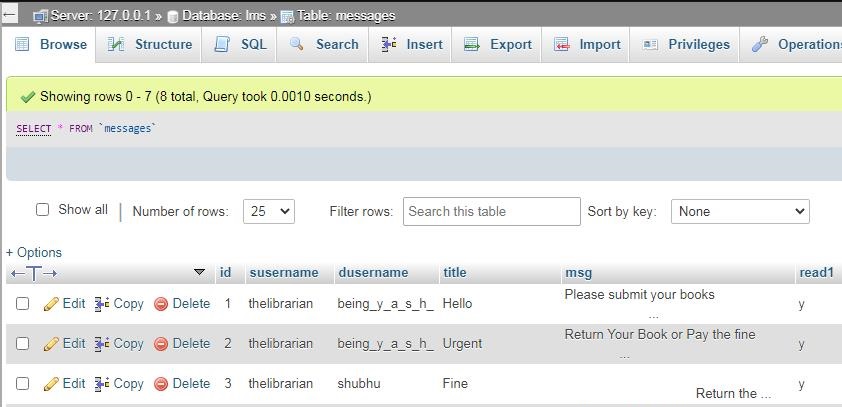 Server: 127.0.0.1 » Database: lms » Table: messages
Browse Structure SQL Search Insert Export Import Privileges Operation
Showing rows 0 - 7 (8 total, Query took 0.0010 seconds.)
SELECT * FROM `messages`
Show all | Number of rows: 25 Filter rows: Search this table Sort by key: None
+ Options
←T→ id susername dusername title msg read1
Edit Copy Delete 1 thelibrarian being_y_a_s_h_ Hello Please submit your books ... y
Edit Copy Delete 2 thelibrarian being_y_a_s_h_ Urgent Return Your Book or Pay the fine ... y
Edit Copy Delete 3 thelibrarian shubhu Fine Return the ... y